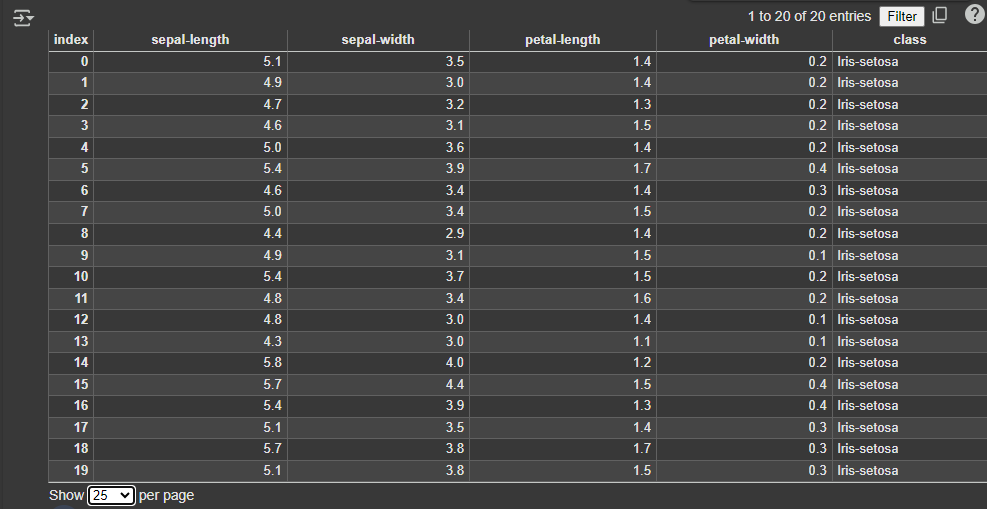 1 to 20 of 20 entries Filter ?
index sepal-length sepal-width petal-length petal-width class
0 5.1 3.5 1.4 0.2 Iris-setosa
1 4.9 3.0 1.4 0.2 Iris-setosa
2 4.7 3.2 1.3 0.2 Iris-setosa
3 4.6 3.1 1.5 0.2 Iris-setosa
4 5.0 3.6 1.4 0.2 Iris-setosa
5 5.4 3.9 1.7 0.4 Iris-setosa
6 4.6 3.4 1.4 0.3 Iris-setosa
7 5.0 3.4 1.5 0.2 Iris-setosa
8 4.4 2.9 1.4 0.2 Iris-setosa
9 4.9 3.1 1.5 0.1 Iris-setosa
10 5.4 3.7 1.5 0.2 Iris-setosa
11 4.8 3.4 1.6 0.2 Iris-setosa
12 4.8 3.0 1.4 0.1 Iris-setosa
13 4.3 3.0 1.1 0.1 Iris-setosa
14 5.8 4.0 1.2 0.2 Iris-setosa
15 5.7 4.4 1.5 0.4 Iris-setosa
16 5.4 3.9 1.3 0.4 Iris-setosa
17 5.1 3.5 1.4 0.3 Iris-setosa
18 5.7 3.8 1.7 0.3 Iris-setosa
19 5.1 3.8 1.5 0.3 Iris-setosa
Show 25 per page